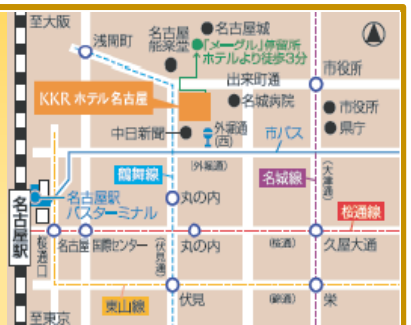 至大阪
浅間町
名古屋
能楽堂
名古屋城
「メーグル」停留所
ホテルより徒歩3分
出来町通
市役所
KKR ホテル名古屋
名城病院
市役所
県庁
中日新聞
外堀通
(西)
市バス
(外堀通)
鶴舞線
名城線
(大津通)
名古屋駅
名古屋駅
バスターミナル
丸の内
桜通線
桜通口
名古屋
国際センター
(伏見通)
丸の内
(桜通)
久屋大通
東山線
伏見
(錦通)
栄
至東京